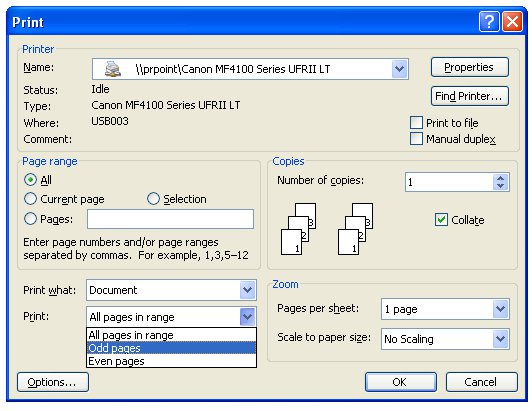 Print
Printer
Name: \\prpoint\Canon MF4100 Series UFRII LT Properties
Status: Idle Find Printer...
Type: Canon MF4100 Series UFRII LT
Where: USB003 Print to file
Comment: Manual duplex
Page range Copies
All Number of copies: 1
Current page Selection
Pages:
3 3
2 2
1 1
Collate
Enter page numbers and/or page ranges
separated by commas. For example, 1,3,5–12
Print what: Document Zoom
Print: All pages in range Pages per sheet: 1 page
All pages in range
Odd pages Scale to paper size: No Scaling
Even pages
Options... OK Cancel